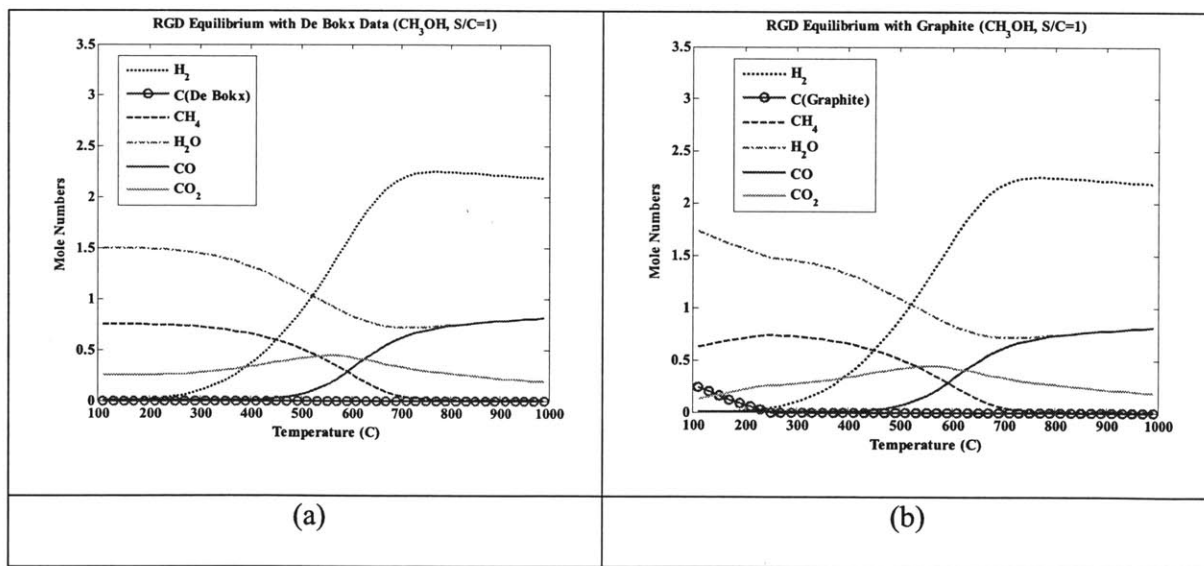 RGD Equilibrium with De Bokx Data (CH₃OH, S/C=1)
3.5
3
2.5
2
1.5
1
0.5
0
Mole Numbers
H₂
C(De Bokx)
CH₄
H₂O
CO
CO₂
100 200 300 400 500 600 700 800 900 1000
Temperature (C)
(a)
RGD Equilibrium with Graphite (CH₃OH, S/C=1)
3.5
3
2.5
2
1.5
1
0.5
0
Mole Numbers
H₂
C(Graphite)
CH₄
H₂O
CO
CO₂
100 200 300 400 500 600 700 800 900 1000
Temperature (C)
(b)